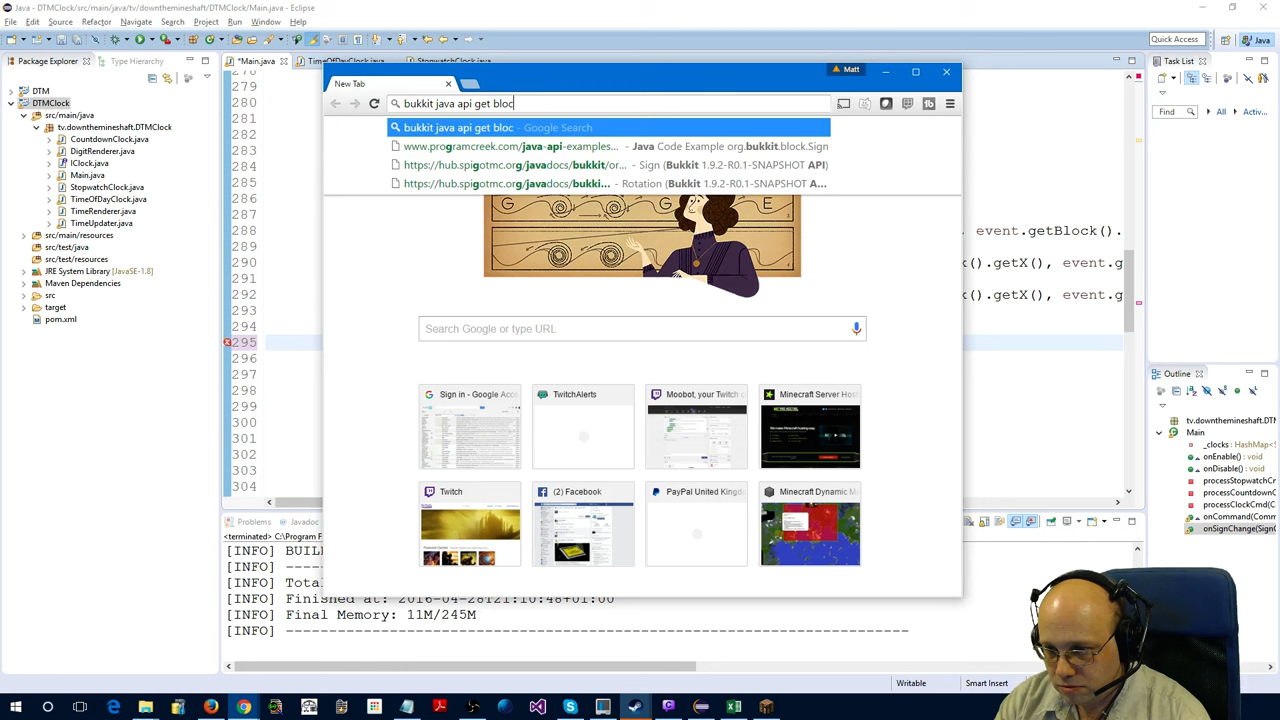 Java - DTMClock/src/main/java/tv/downthemineshaft/DTMClock/Main.java - Eclipse
File Edit Source Refactor Navigate Search Project Run Window Help
Quick Access
Java
Package Explorer
Type Hierarchy
*Main.java
TimeOfDayClock.java
StopwatchClock.java
Task List
DTM
DTMClock
src/main/java
tv.downthemineshaft.DTMClock
CountdownClock.java
DigitRenderer.java
IClock.java
Main.java
StopwatchClock.java
TimeOfDayClock.java
TimeRenderer.java
TimeUpdater.java
src/main/resources
src/test/java
src/test/resources
JRE System Library [JavaSE-1.8]
Maven Dependencies
src
target
pom.xml
278
279
280
281
282
283
284
285
286
287
288
289
290
291
292
293
294
295
296
297
298
299
300
301
302
303
304
New Tab
Matt
bukkit java api get bloc
bukkit java api get bloc - Google Search
www.programcreek.com/java-api-examples... - Java Code Example org.bukkit.block.Sign
https://hub.spigotmc.org/javadocs/bukkit/or... - Sign (Bukkit 1.9.2-R0.1-SNAPSHOT API)
https://hub.spigotmc.org/javadocs/bukki... - Rotation (Bukkit 1.9.2-R0.1-SNAPSHOT A...
G G E
Search Google or type URL
Sign in - Google Acco
TwitchAlerts
Moobot, your Twitch c
Minecraft Server Host
Twitch
(2) Facebook
PayPal United Kingdo
Minecraft Dynamic M
event.getBlock().
k().getX(), event.g
k().getX(), event.g
Find
All
Activ...
Outline
tv.downthemineshaft.D
Main
_clocks : HashMap<S
onEnable() : void
onDisable() : void
processStopwatchC
processCountdownC
processClockCmd(C
onCommand(Comm
onSignChange(Sign
Problems
Javadoc
<terminated> C:\Program F
[INFO] BUIL
[INFO] ---
[INFO] Tota
[INFO] Finished at: 2016-04-28T21:10:48+01:00
[INFO] Final Memory: 11M/245M
[INFO] ------------------------------------------------------------------------
Writable
Smart Insert